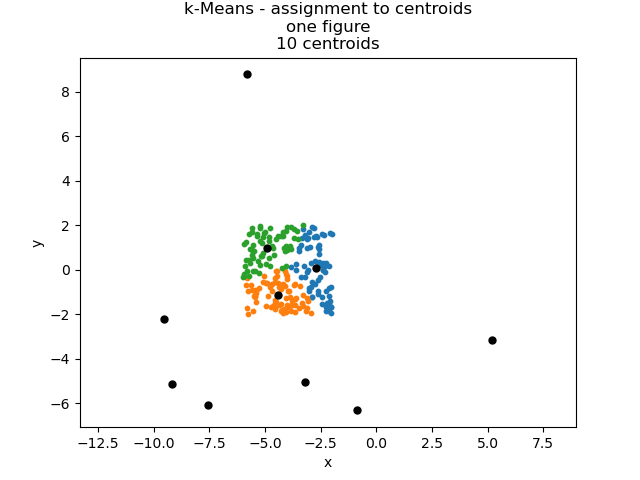 k-Means - assignment to centroids
one figure
10 centroids
y
8
6
4
2
0
−2
−4
−6
−12.5 −10.0 −7.5 −5.0 −2.5 0.0 2.5 5.0 7.5
x